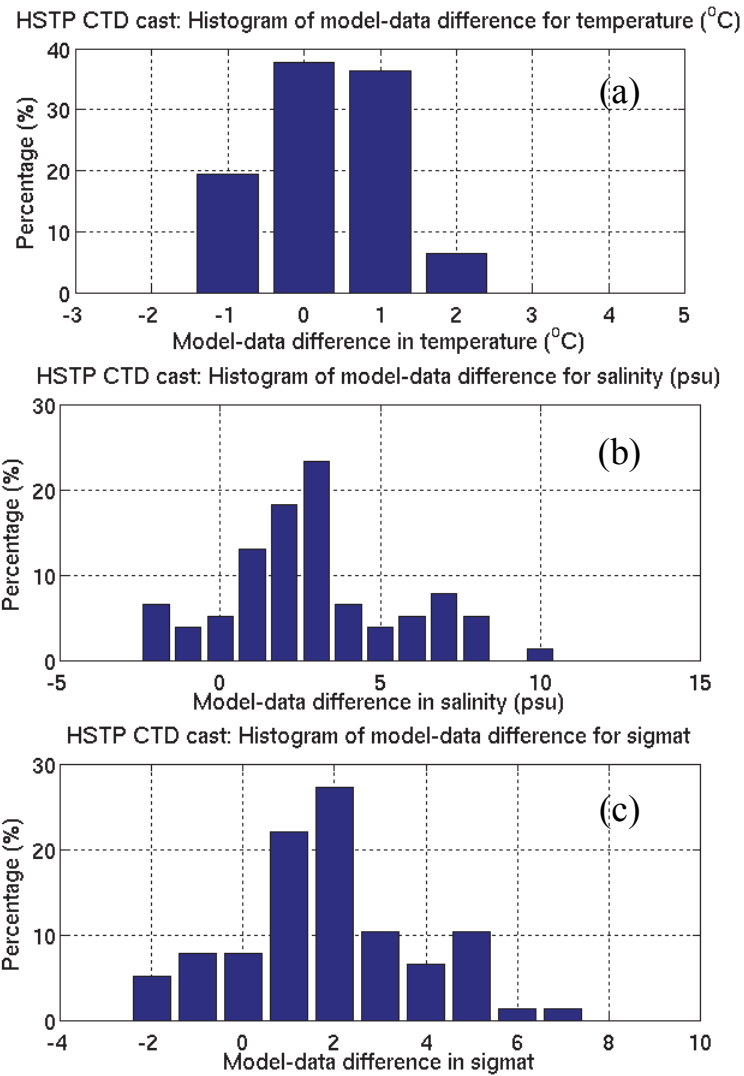 HSTP CTD cast: Histogram of model-data difference for temperature (°C)
40
30
20
10
0
Percentage (%)
(a)
-3 -2 -1 0 1 2 3 4 5
Model-data difference in temperature (°C)
HSTP CTD cast: Histogram of model-data difference for salinity (psu)
30
20
10
0
Percentage (%)
(b)
-5 0 5 10 15
Model-data difference in salinity (psu)
HSTP CTD cast: Histogram of model-data difference for sigmat
30
20
10
0
Percentage (%)
(c)
-4 -2 0 2 4 6 8 10
Model-data difference in sigmat